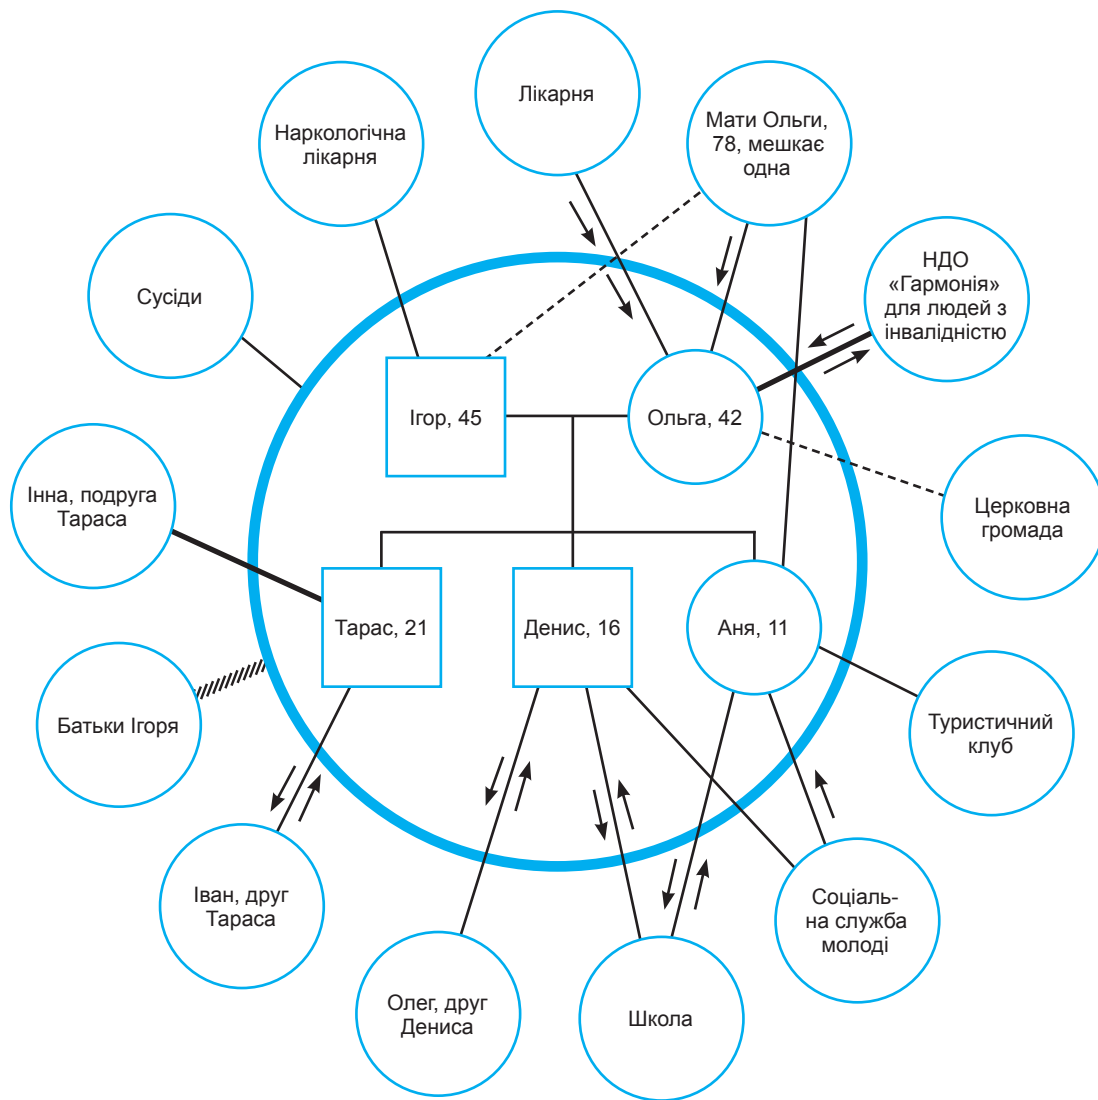 Лікарня
Наркологічна
лікарня
Мати Ольги,
78, мешкає
одна
Сусіди
НДО
«Гармонія»
для людей з
інвалідністю
Ігор, 45
Ольга, 42
Інна, подруга
Тараса
Церковна
громада
Тарас, 21
Денис, 16
Аня, 11
Батьки Ігоря
Туристичний
клуб
Іван, друг
Тараса
Соціаль-
на служба
молоді
Олег, друг
Дениса
Школа